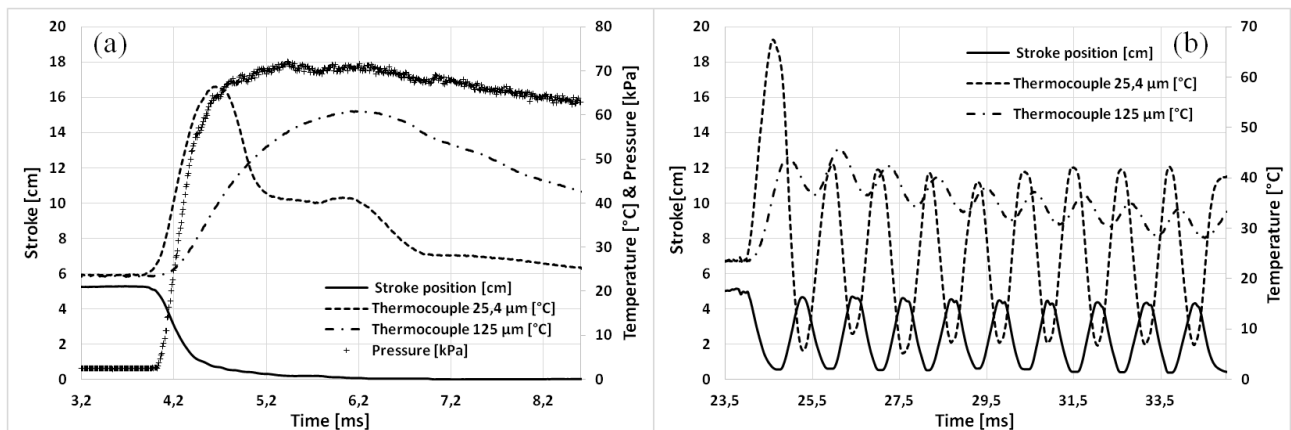 (a)
20
18
16
14
12
10
8
6
4
2
0
Stroke [cm]
80
70
60
50
40
30
20
10
0
Temperature [°C] & Pressure [kPa]
Stroke position [cm]
Thermocouple 25,4 µm [°C]
Thermocouple 125 µm [°C]
Pressure [kPa]
3,2 4,2 5,2 6,2 7,2 8,2
Time [ms]
(b)
20
18
16
14
12
10
8
6
4
2
0
Stroke[cm]
70
60
50
40
30
20
10
0
Temperature [°C]
Stroke position [cm]
Thermocouple 25,4 µm [°C]
Thermocouple 125 µm [°C]
23,5 25,5 27,5 29,5 31,5 33,5
Time [ms]